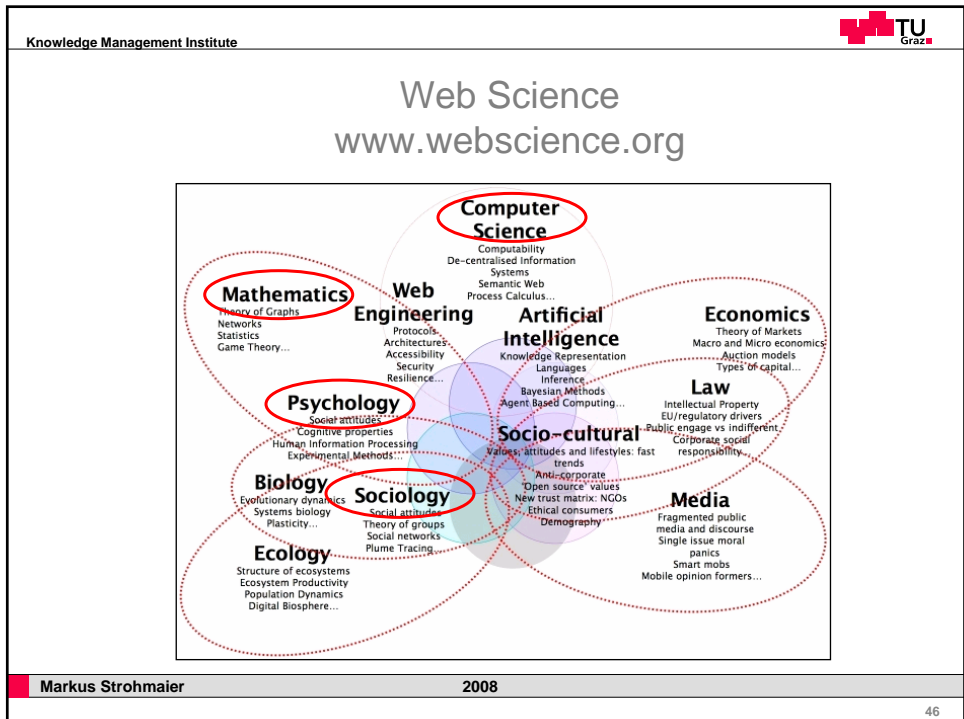 Knowledge Management Institute
TU
Graz
Web Science
www.webscience.org
Computer
Science
Computability
De-centralised Information
Systems
Semantic Web
Process Calculus...
Mathematics
Theory of Graphs
Networks
Statistics
Game Theory...
Web
Engineering
Protocols
Architectures
Accessibility
Security
Resilience...
Artificial
Intelligence
Knowledge Representation
Languages
Inference
Bayesian Methods
Agent Based Computing...
Economics
Theory of Markets
Macro and Micro economics
Auction models
Types of capital...
Law
Intellectual Property
EU/regulatory drivers
Public engage vs indifferent
Corporate social
responsibility...
Psychology
Social attitudes
Cognitive properties
Human Information Processing
Experimental Methods...
Socio-cultural
Values, attitudes and lifestyles: fast
trends
Anti-corporate
'Open source' values
New trust matrix: NGOs
Ethical consumers
Demography
Biology
Evolutionary dynamics
Systems biology
Plasticity...
Sociology
Social attitudes
Theory of groups
Social networks
Plume Tracing...
Media
Fragmented public
media and discourse
Single issue moral
panics
Smart mobs
Mobile opinion formers...
Ecology
Structure of ecosystems
Ecosystem Productivity
Population Dynamics
Digital Biosphere...
Markus Strohmaier 2008
46